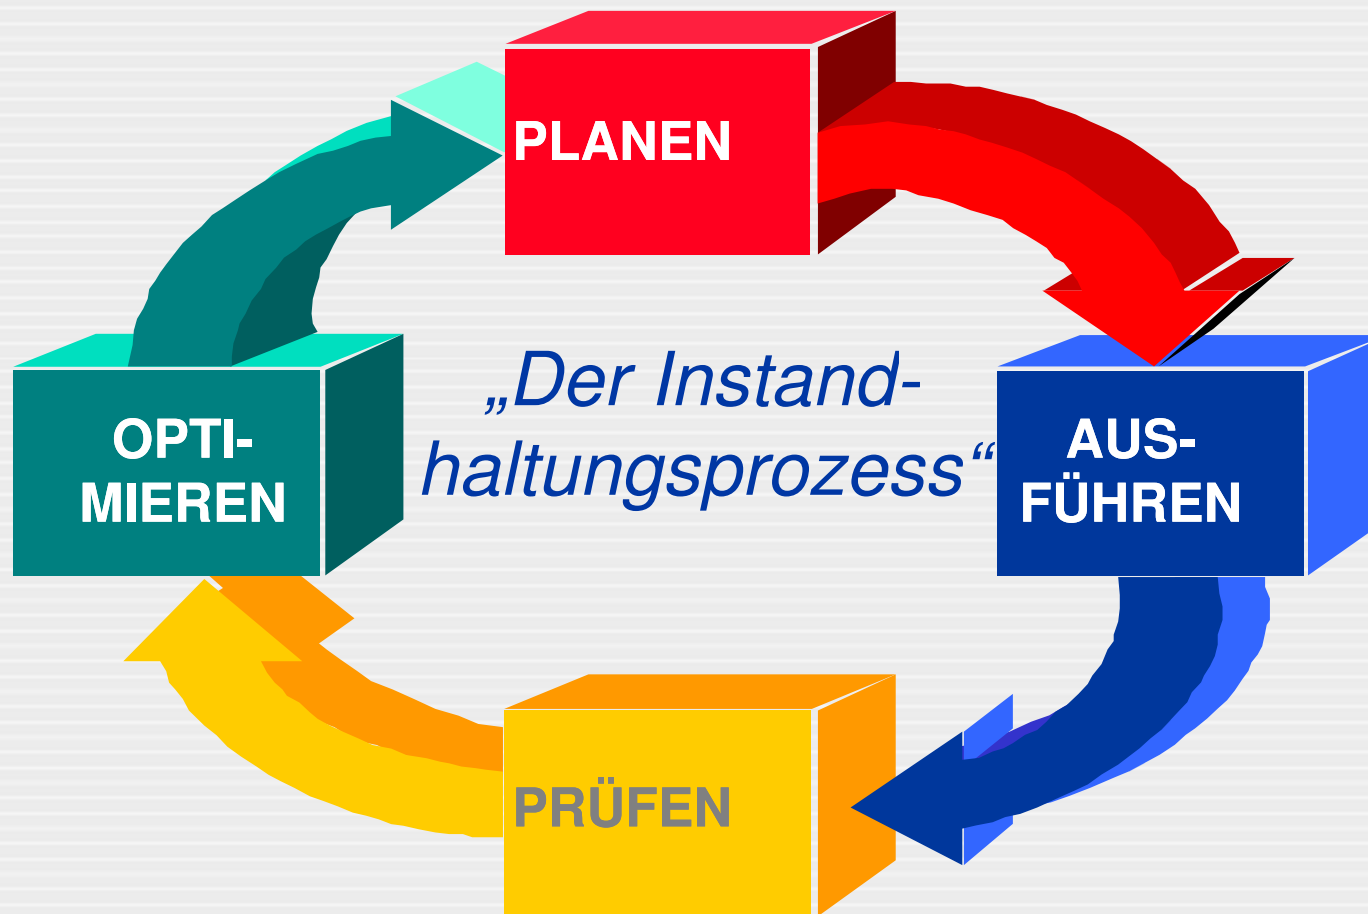 PLANEN
„Der Instand-
haltungsprozess“
OPTI-
MIEREN
AUS-
FÜHREN
PRÜFEN